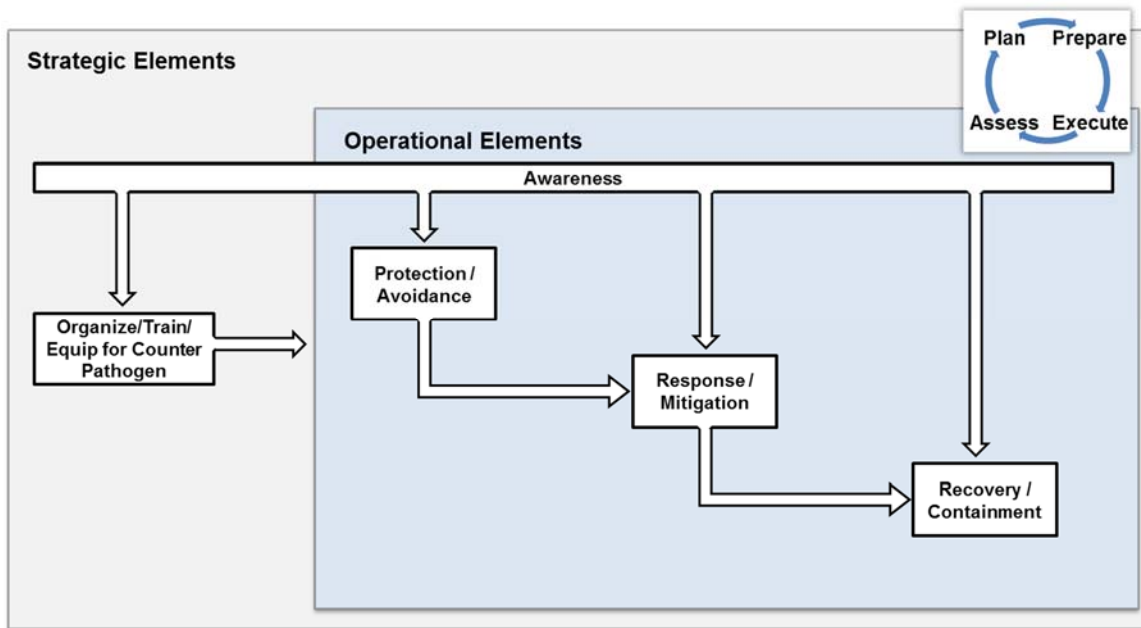 Plan Prepare
Assess Execute
Strategic Elements
Operational Elements
Awareness
Protection /
Avoidance
Organize/Train/
Equip for Counter
Pathogen
Response /
Mitigation
Recovery /
Containment